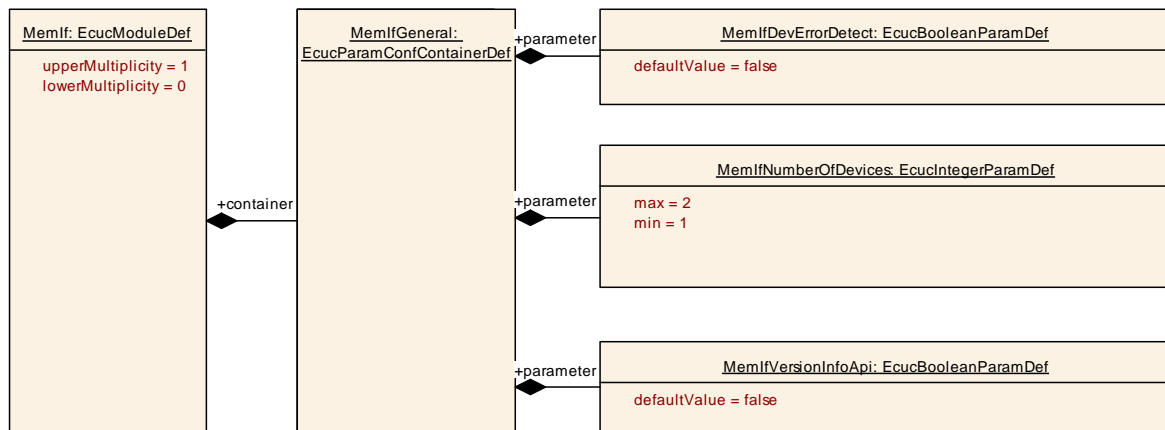 MemIf: EcucModuleDef
upperMultiplicity = 1
lowerMultiplicity = 0
+container
MemIfGeneral:
EcucParamConfContainerDef
+parameter
MemIfDevErrorDetect: EcucBooleanParamDef
defaultValue = false
+parameter
MemIfNumberOfDevices: EcucIntegerParamDef
max = 2
min = 1
+parameter
MemIfVersionInfoApi: EcucBooleanParamDef
defaultValue = false